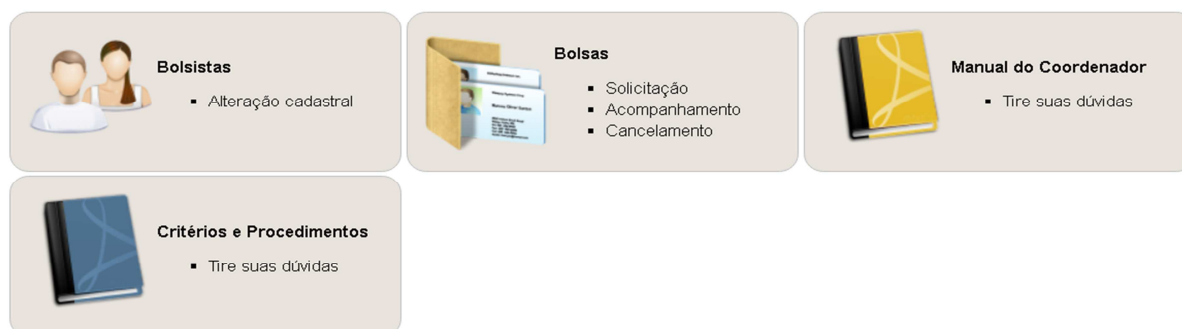 Bolsistas
Alteração cadastral
Bolsas
Solicitação
Acompanhamento
Cancelamento
Manual do Coordenador
Tire suas dúvidas
Critérios e Procedimentos
Tire suas dúvidas